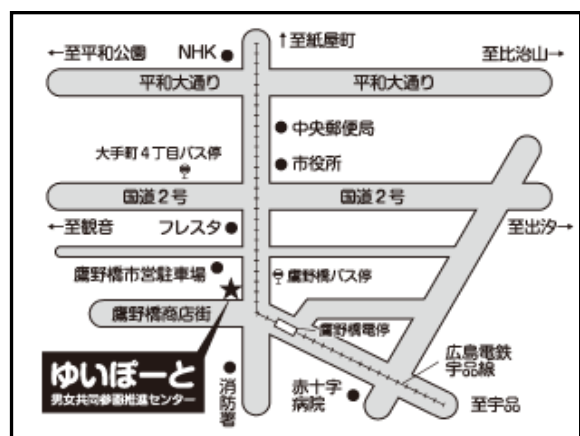 ↑至紙屋町
←至平和公園
NHK
至比治山→
平和大通り
平和大通り
中央郵便局
大手町4丁目バス停
市役所
国道2号
国道2号
←至観音
フレスタ
至出汐→
鷹野橋市営駐車場
鷹野橋バス停
鷹野橋商店街
鷹野橋電停
広島電鉄
宇品線
ゆいぽーと
男女共同参画推進センター
消防署
赤十字
病院
至宇品